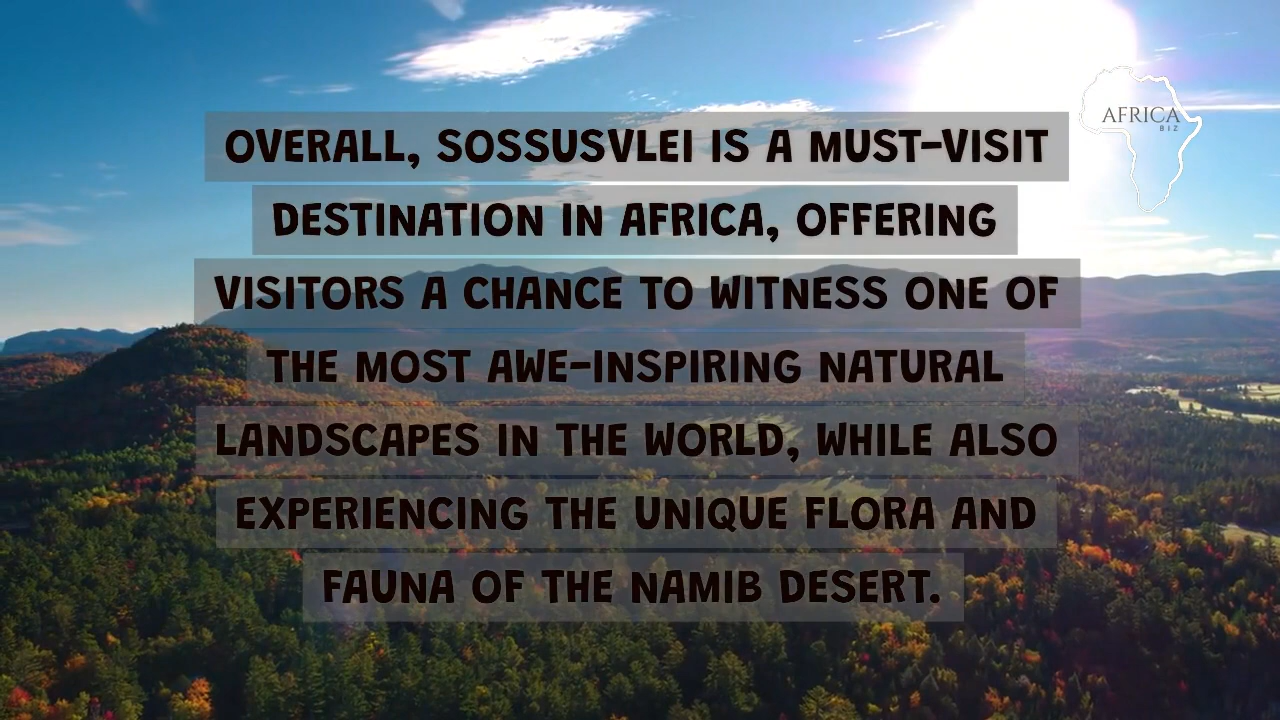 OVERALL, SOSSUSVLEI IS A MUST-VISIT
DESTINATION IN AFRICA, OFFERING
VISITORS A CHANCE TO WITNESS ONE OF
THE MOST AWE-INSPIRING NATURAL
LANDSCAPES IN THE WORLD, WHILE ALSO
EXPERIENCING THE UNIQUE FLORA AND
FAUNA OF THE NAMIB DESERT.
AFRICA
BIZ